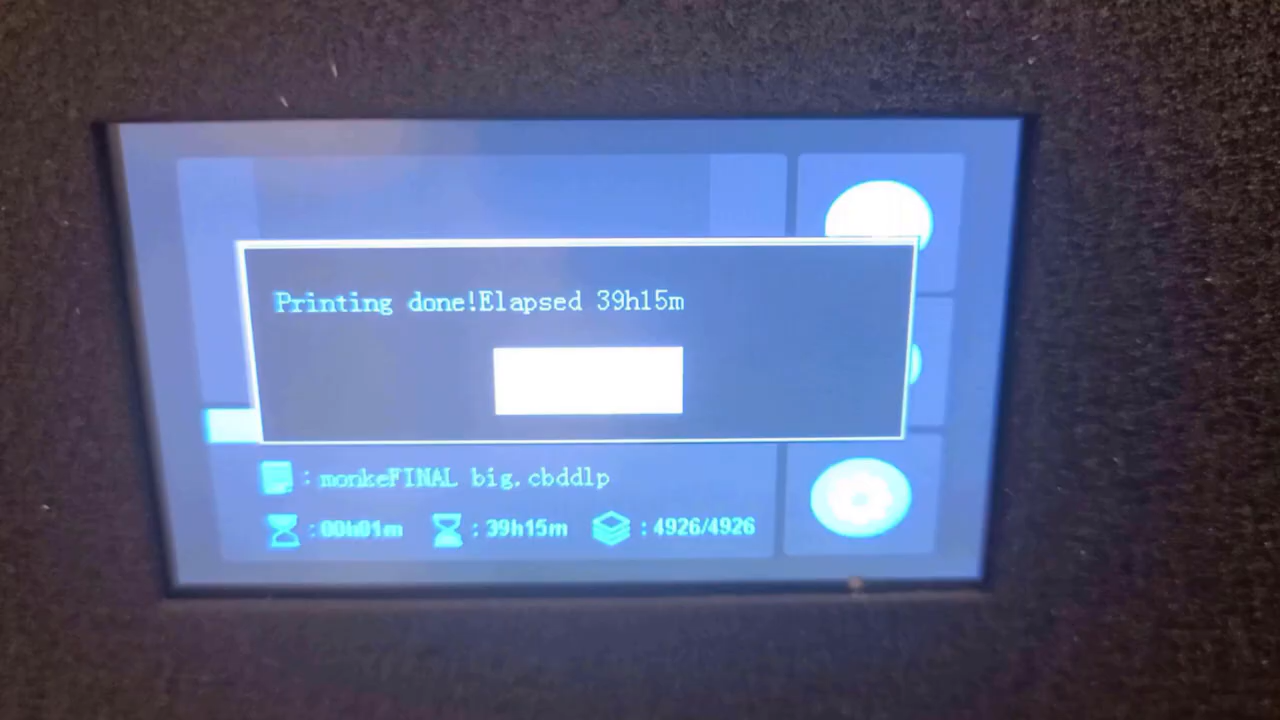 Printing done!Elapsed 39h15m
: monkeFINAL big.cbddlp
: 00h01m : 39h15m : 4926/4926